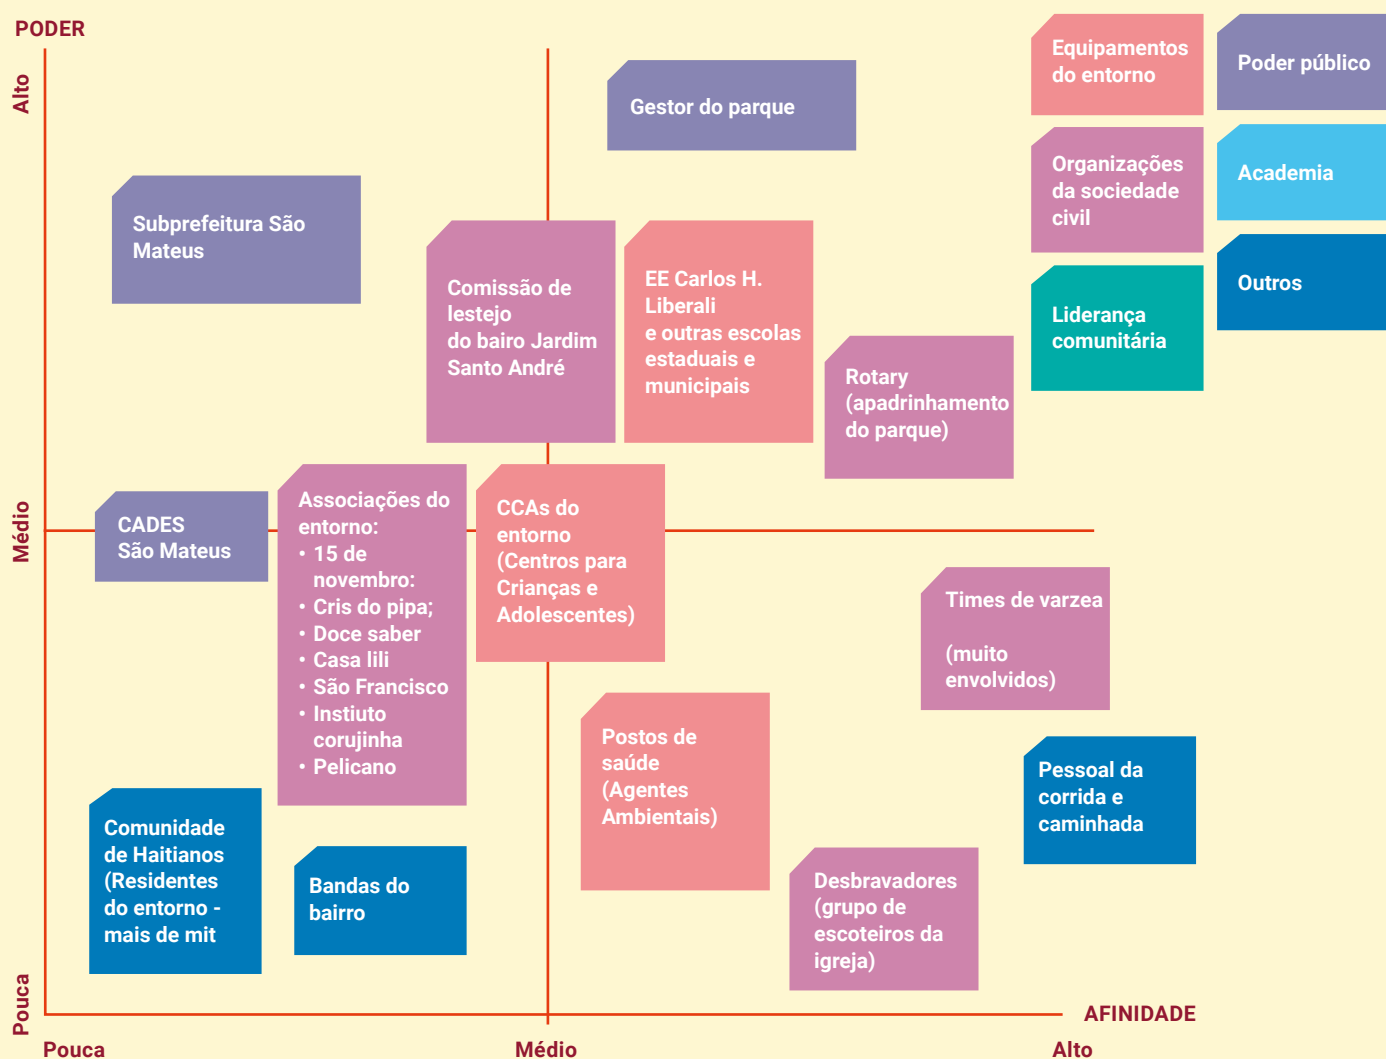 PODER
Alto
Médio
Pouca
Gestor do parque
Subprefeitura São
Mateus
Comissão de
lestejo
do bairo Jardim
Santo André
EE Carlos H.
Liberali
e outras escolas
estaduais e
municipais
Rotary
(apadrinhamento
do parque)
Equipamentos
do entorno
Poder público
Organizações
da sociedade
civil
Academia
Liderança
comunitária
Outros
CADES
São Mateus
Associações do
entorno:
• 15 de
novembro:
• Cris do pipa;
• Doce saber
• Casa lili
• São Francisco
• Instiuto
corujinha
• Pelicano
CCAs do
entorno
(Centros para
Crianças e
Adolescentes)
Times de varzea
(muito
envolvidos)
Postos de
saúde
(Agentes
Ambientais)
Pessoal da
corrida e
caminhada
Comunidade
de Haitianos
(Residentes
do entorno -
mais de mit
Bandas do
bairro
Desbravadores
(grupo de
escoteiros da
igreja)
AFINIDADE
Pouca
Médio
Alto